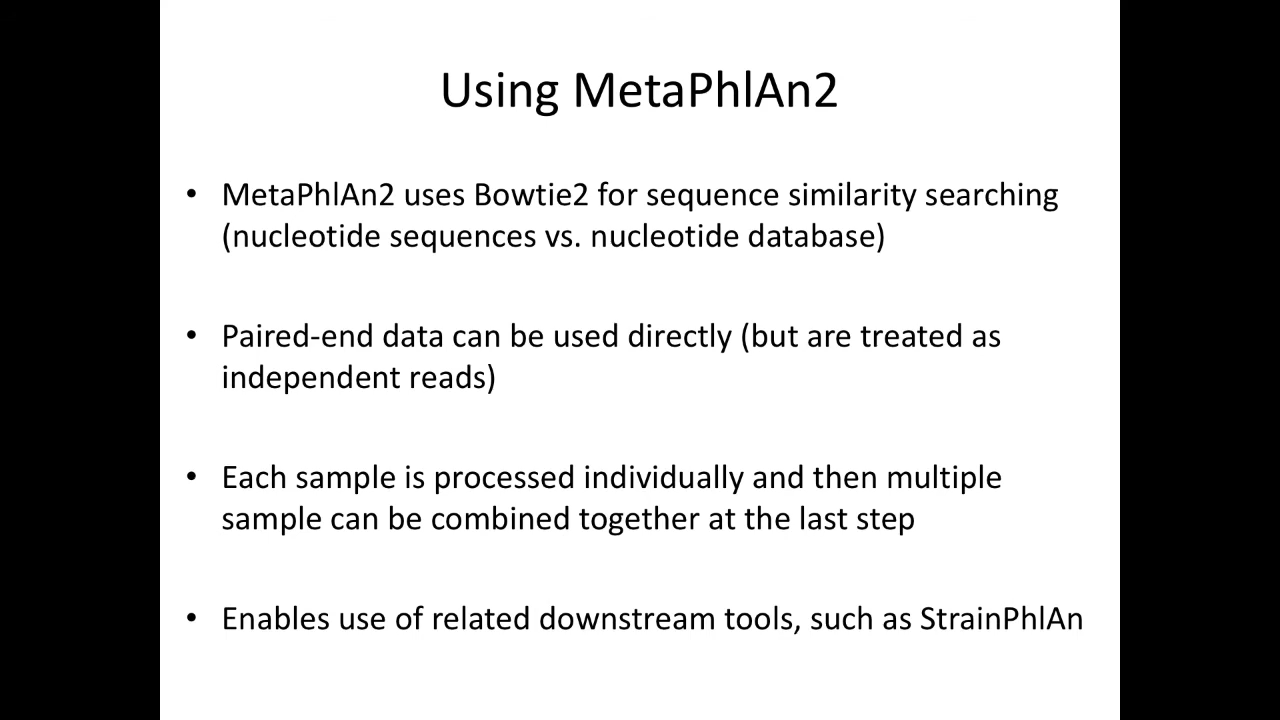 Using MetaPhlAn2
• MetaPhlAn2 uses Bowtie2 for sequence similarity searching
(nucleotide sequences vs. nucleotide database)
• Paired-end data can be used directly (but are treated as
independent reads)
• Each sample is processed individually and then multiple
sample can be combined together at the last step
• Enables use of related downstream tools, such as StrainPhlAn